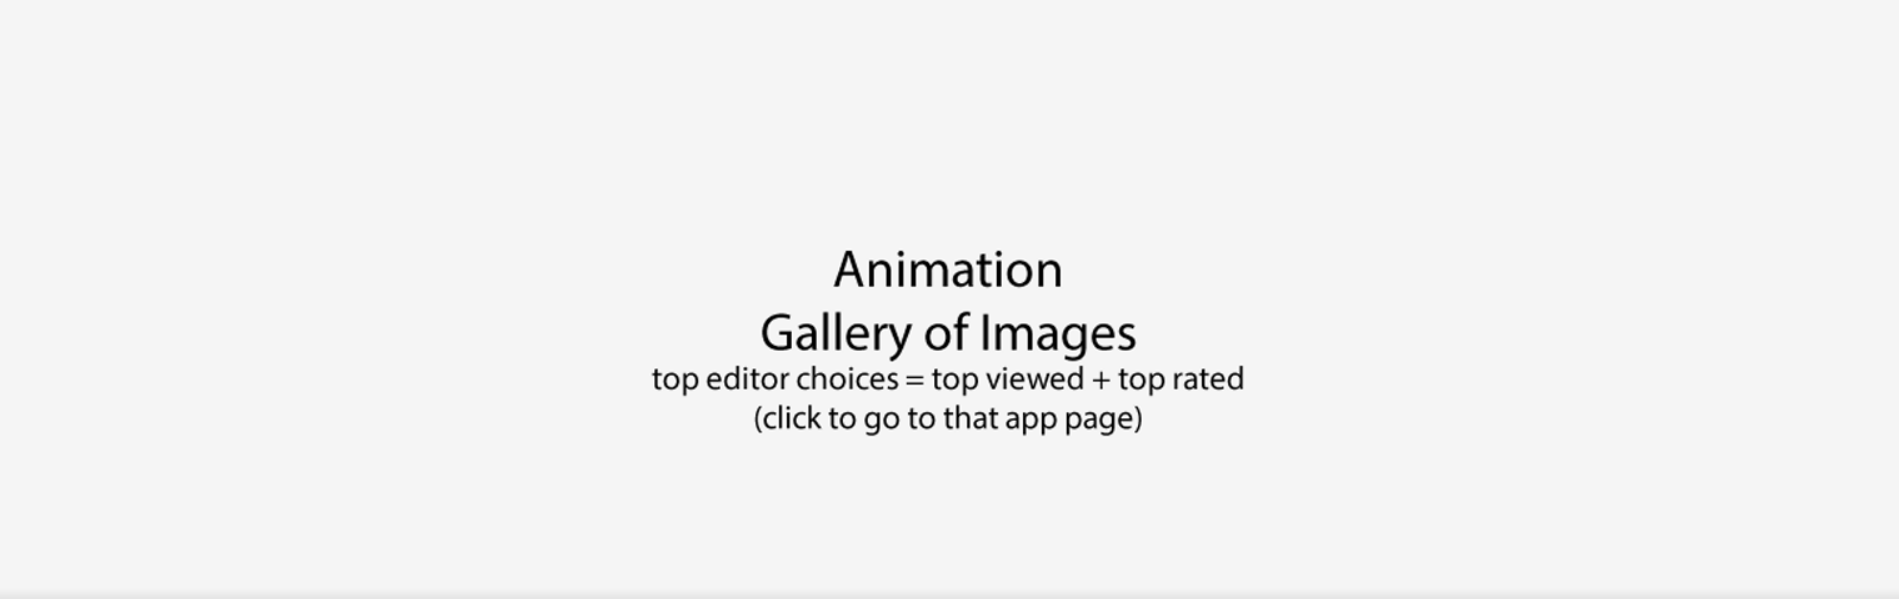 Animation
Gallery of Images
top editor choices = top viewed + top rated
(click to go to that app page)